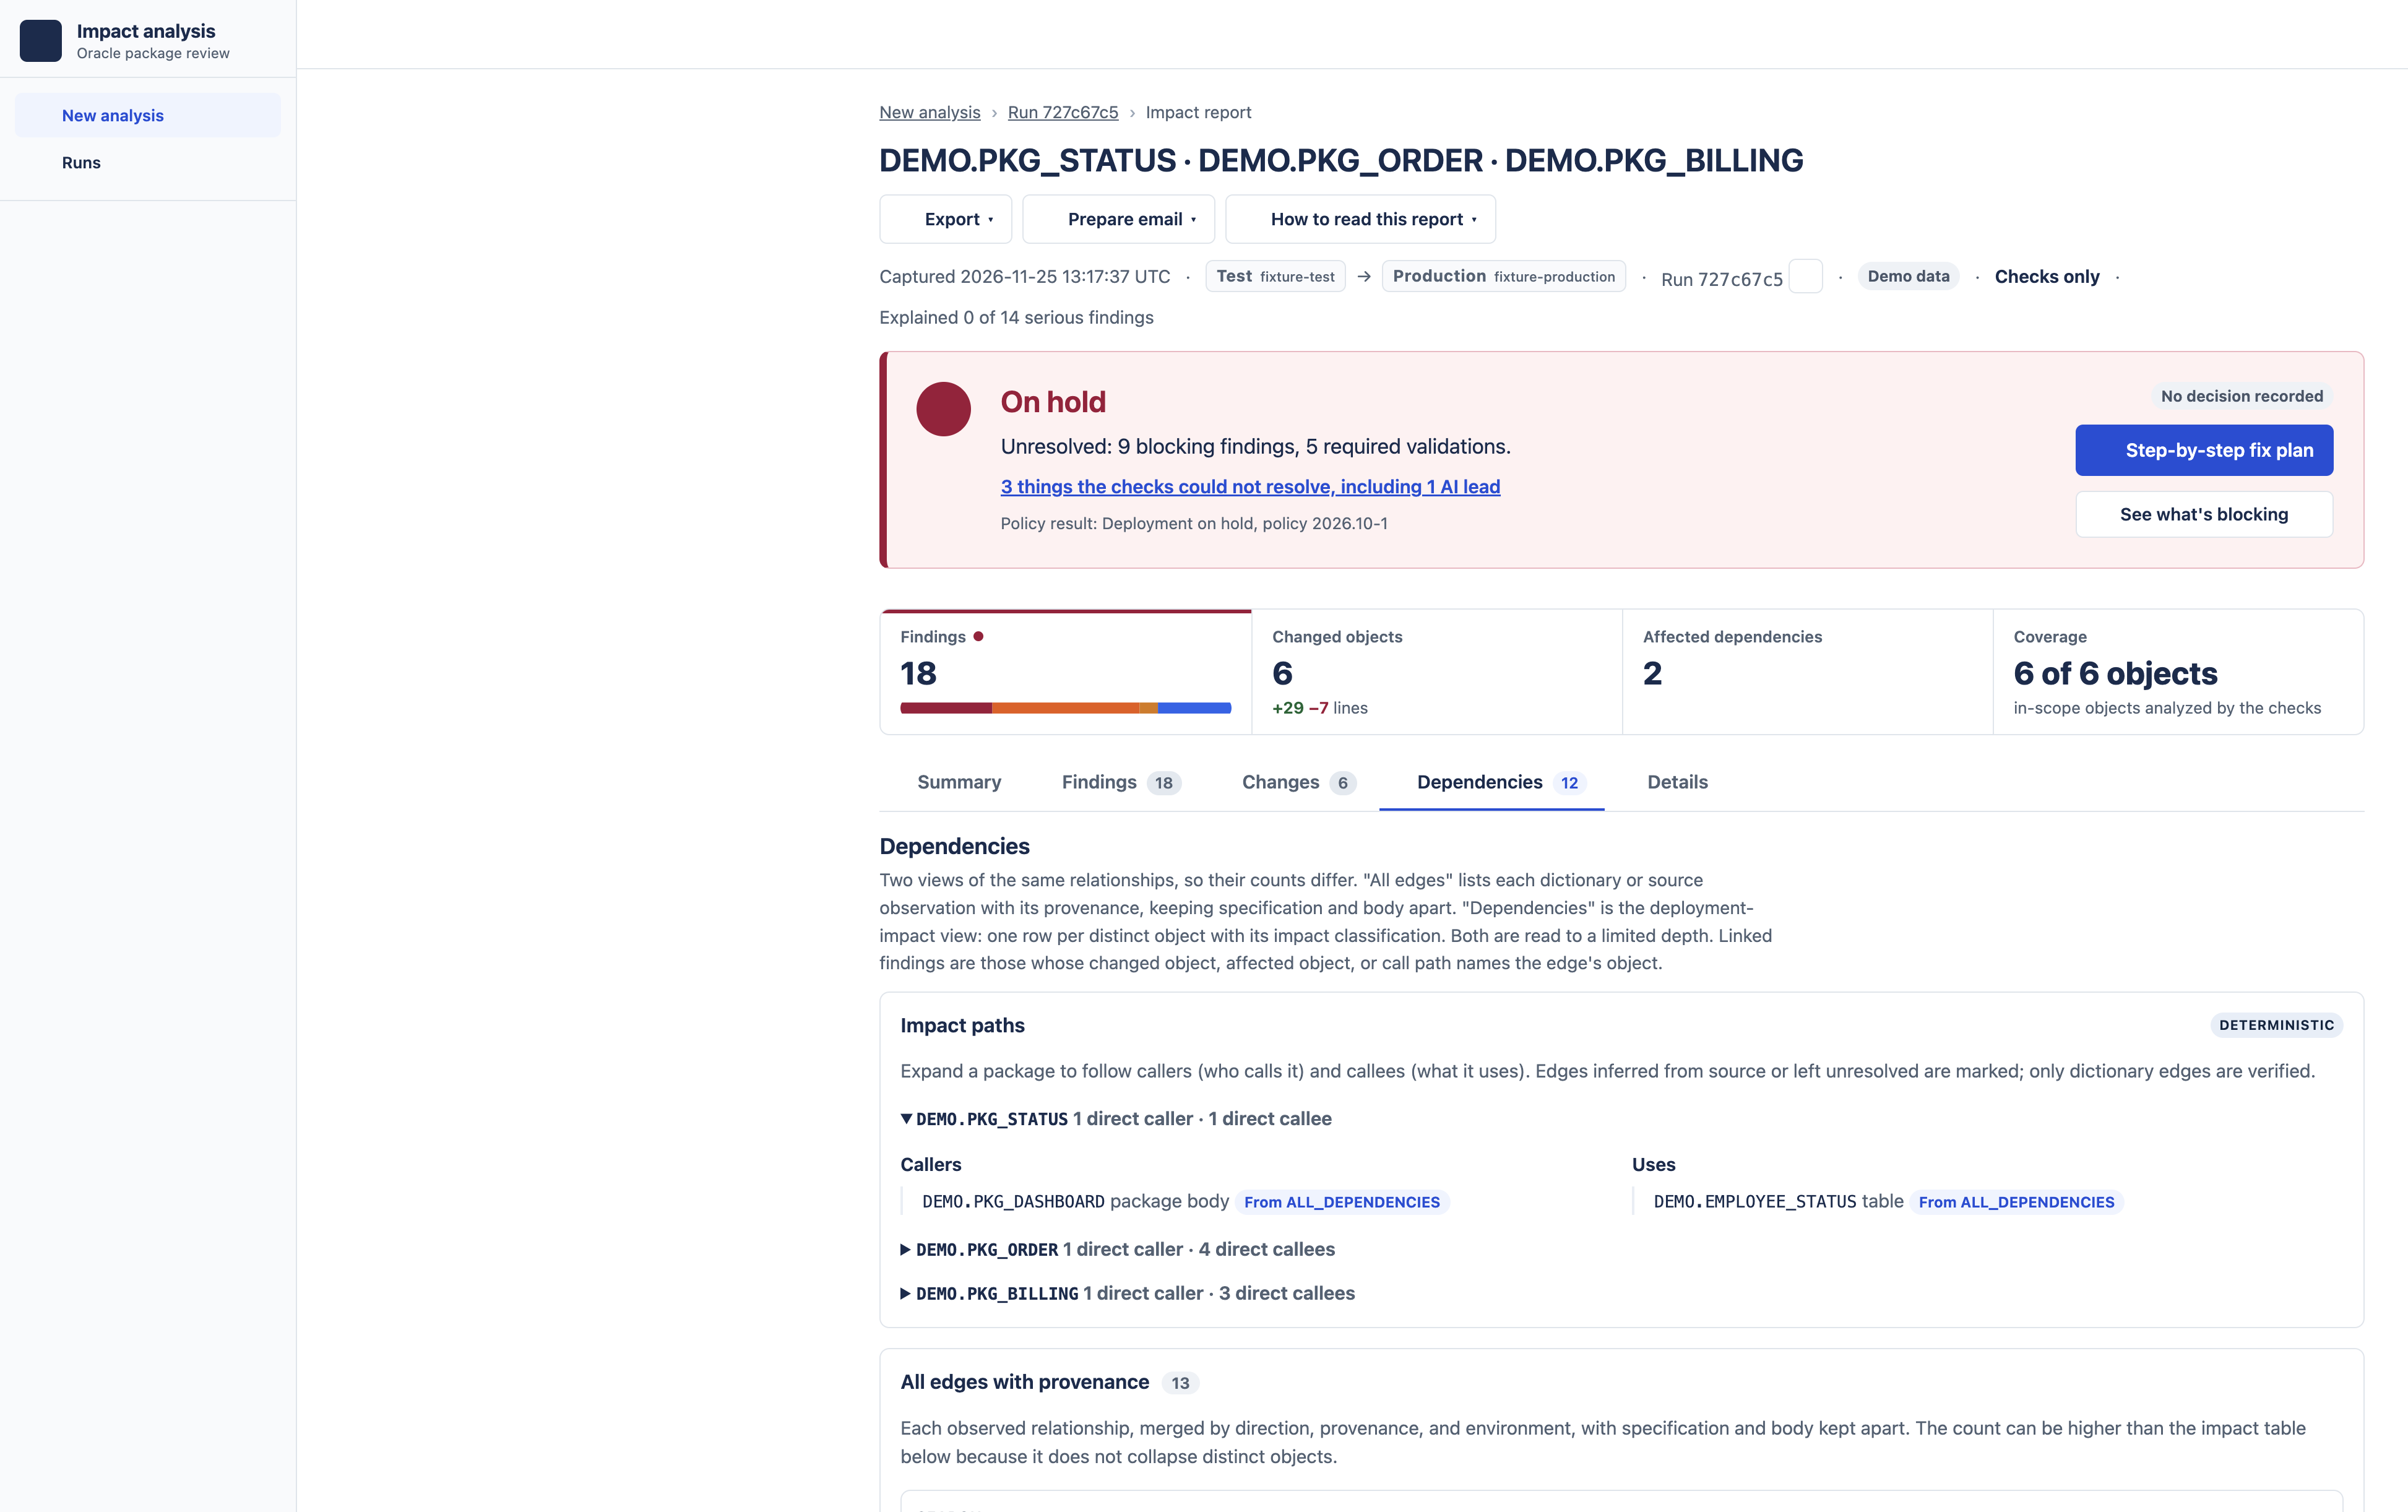 Impact analysis
Oracle package review
New analysis
Runs
New analysis › Run 727c67c5 › Impact report
DEMO.PKG_STATUS · DEMO.PKG_ORDER · DEMO.PKG_BILLING
Export ▾
Prepare email ▾
How to read this report ▾
Captured 2026-11-25 13:17:37 UTC · Test fixture-test → Production fixture-production · Run 727c67c5 · Demo data · Checks only ·
Explained 0 of 14 serious findings
On hold
Unresolved: 9 blocking findings, 5 required validations.
3 things the checks could not resolve, including 1 AI lead
Policy result: Deployment on hold, policy 2026.10-1
No decision recorded
Step-by-step fix plan
See what's blocking
Findings
18
Changed objects
6
+29 −7 lines
Affected dependencies
2
Coverage
6 of 6 objects
in-scope objects analyzed by the checks
Summary
Findings 18
Changes 6
Dependencies 12
Details
Dependencies
Two views of the same relationships, so their counts differ. "All edges" lists each dictionary or source
observation with its provenance, keeping specification and body apart. "Dependencies" is the deployment-
impact view: one row per distinct object with its impact classification. Both are read to a limited depth. Linked
findings are those whose changed object, affected object, or call path names the edge's object.
Impact paths
DETERMINISTIC
Expand a package to follow callers (who calls it) and callees (what it uses). Edges inferred from source or left unresolved are marked; only dictionary edges are verified.
▼ DEMO.PKG_STATUS 1 direct caller · 1 direct callee
Callers
DEMO.PKG_DASHBOARD package body From ALL_DEPENDENCIES
Uses
DEMO.EMPLOYEE_STATUS table From ALL_DEPENDENCIES
▶ DEMO.PKG_ORDER 1 direct caller · 4 direct callees
▶ DEMO.PKG_BILLING 1 direct caller · 3 direct callees
All edges with provenance 13
Each observed relationship, merged by direction, provenance, and environment, with specification and body kept apart. The count can be higher than the impact table
below because it does not collapse distinct objects.